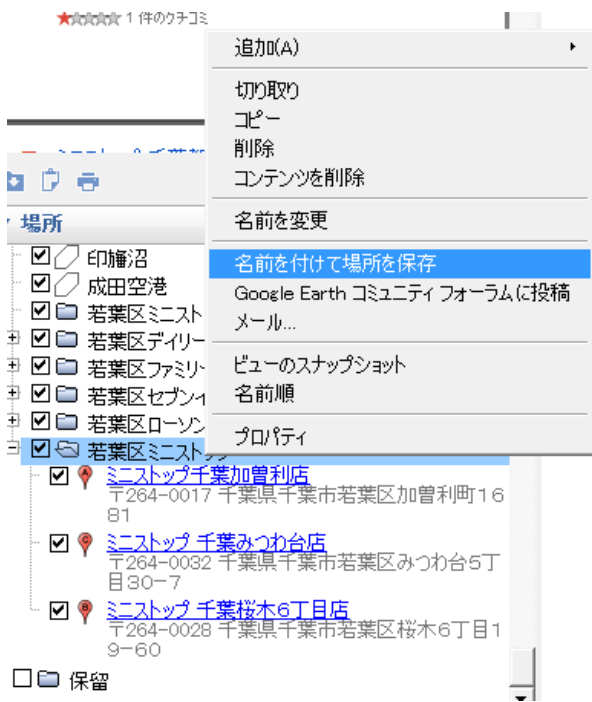 1 件のクチコミ
追加(A)
切り取り
コピー
削除
コンテンツを削除
名前を変更
名前を付けて場所を保存
Google Earth コミュニティ フォーラムに投稿
メール...
ビューのスナップショット
名前順
プロパティ
場所
印旛沼
成田空港
若葉区ミニスト
若葉区デイリー
若葉区ファミリー
若葉区セブンイ
若葉区ローソン
若葉区ミニストップ
ミニストップ千葉加曽利店
〒264-0017 千葉県千葉市若葉区加曽利町16
81
ミニストップ 千葉みつわ台店
〒264-0032 千葉県千葉市若葉区みつわ台5丁
目30-7
ミニストップ 千葉桜木6丁目店
〒264-0028 千葉県千葉市若葉区桜木6丁目1
9-60
保留